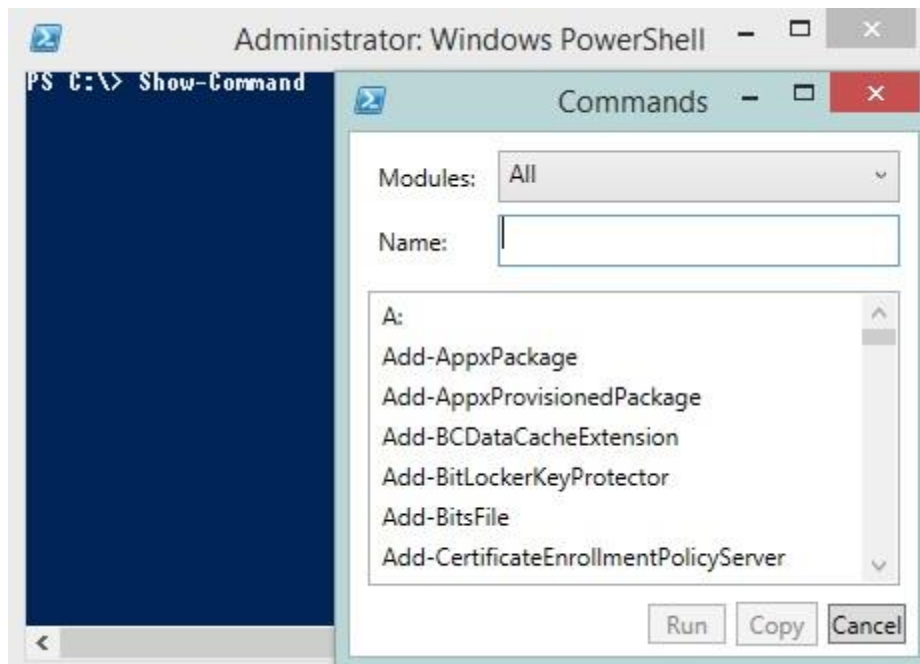 Administrator: Windows PowerShell
PS C:\> Show-Command
Commands
Modules: All
Name:
A:
Add-AppxPackage
Add-AppxProvisionedPackage
Add-BCDataCacheExtension
Add-BitLockerKeyProtector
Add-BitsFile
Add-CertificateEnrollmentPolicyServer
Run Copy Cancel